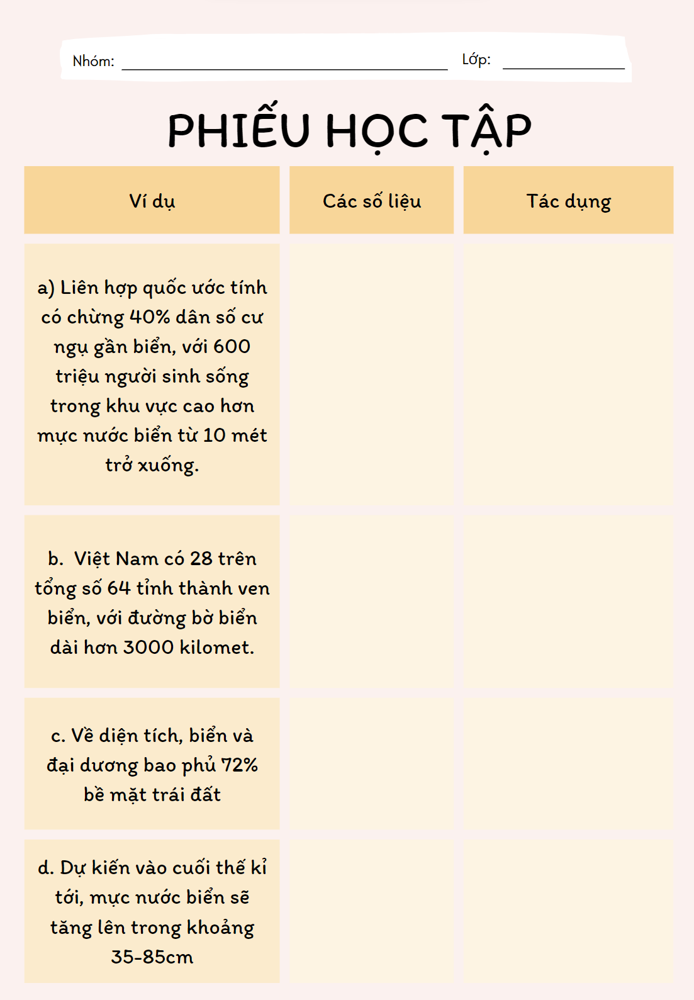 Nhóm: Lớp:
PHIẾU HỌC TẬP
Ví dụ Các số liệu Tác dụng
a) Liên hợp quốc ước tính
có chừng 40% dân số cư
ngụ gần biển, với 600
triệu người sinh sống
trong khu vực cao hơn
mực nước biển từ 10 mét
trở xuống.
b. Việt Nam có 28 trên
tổng số 64 tỉnh thành ven
biển, với đường bờ biển
dài hơn 3000 kilomet.
c. Về diện tích, biển và
đại dương bao phủ 72%
bề mặt trái đất
d. Dự kiến vào cuối thế kỉ
tới, mực nước biển sẽ
tăng lên trong khoảng
35-85cm